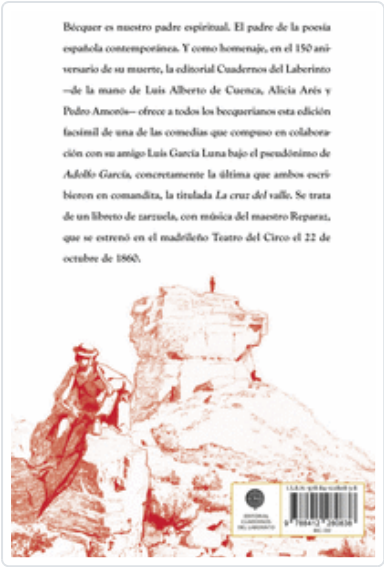 Bécquer es nuestro padre espiritual. El padre de la poesía
española contemporánea. Y como homenaje, en el 150 ani-
versario de su muerte, la editorial Cuadernos del Laberinto
—de la mano de Luis Alberto de Cuenca, Alicia Arés y
Pedro Amorós— ofrece a todos los becquerianos esta edición
facsímil de una de las comedias que compuso en colabora-
ción con su amigo Luis García Luna bajo el pseudónimo de
Adolfo García, concretamente la última que ambos escri-
bieron en comandita, la titulada La cruz del valle. Se trata
de un libreto de zarzuela, con música del maestro Reparaz,
que se estrenó en el madrileño Teatro del Circo el 22 de
octubre de 1860.
EDITORIAL
CUADERNOS
DEL LABERINTO